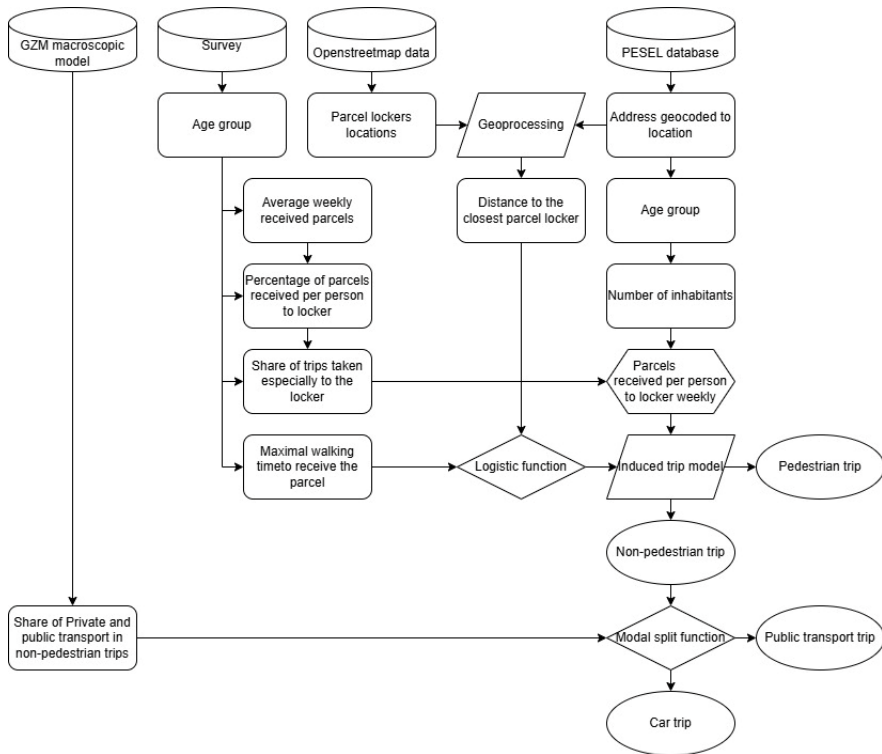 GZM macroscopic
model
Survey
Openstreetmap data
PESEL database
Age group
Parcel lockers
locations
Geoprocessing
Address geocoded to
location
Average weekly
received parcels
Distance to the
closest parcel locker
Age group
Percentage of parcels
received per person
to locker
Number of inhabitants
Share of trips taken
especially to the
locker
Parcels
received per person
to locker weekly
Maximal walking
timeto receive the
parcel
Logistic function
Induced trip model
Pedestrian trip
Non-pedestrian trip
Share of Private and
public transport in
non-pedestrian trips
Modal split function
Public transport trip
Car trip